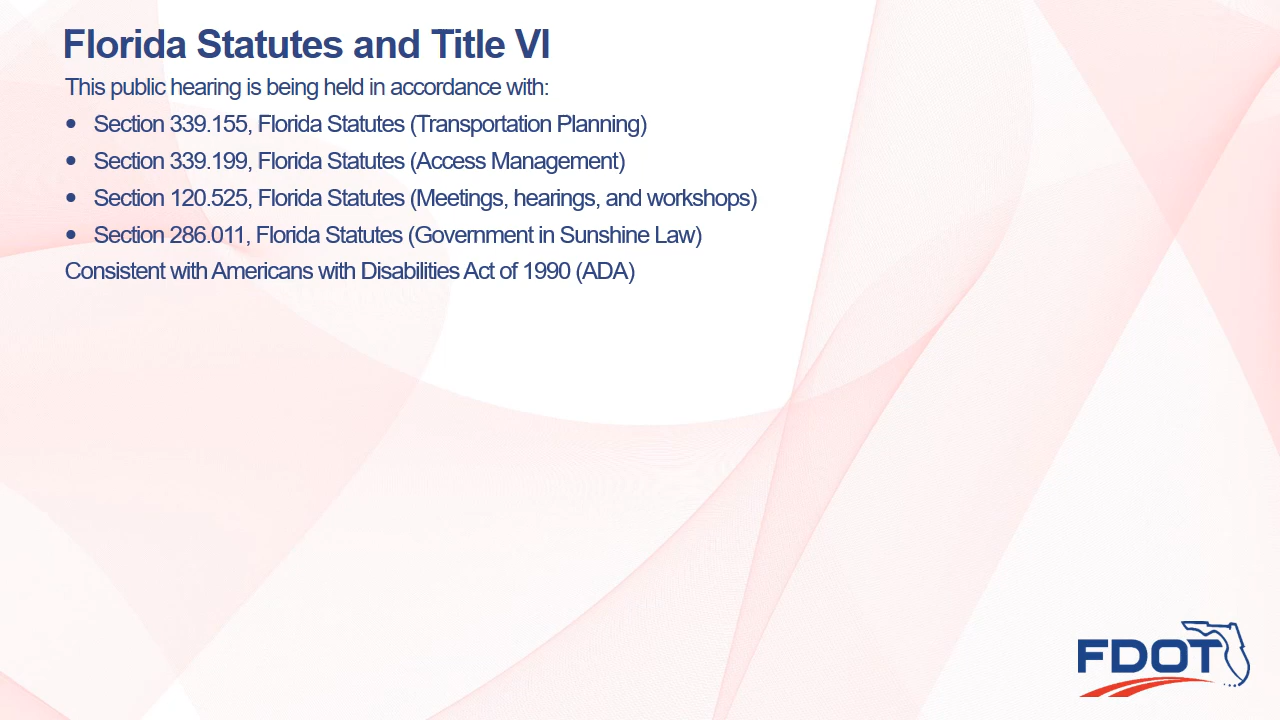 Florida Statutes and Title VI
This public hearing is being held in accordance with:
• Section 339.155, Florida Statutes (Transportation Planning)
• Section 339.199, Florida Statutes (Access Management)
• Section 120.525, Florida Statutes (Meetings, hearings, and workshops)
• Section 286.011, Florida Statutes (Government in Sunshine Law)
Consistent with Americans with Disabilities Act of 1990 (ADA)
FDOT